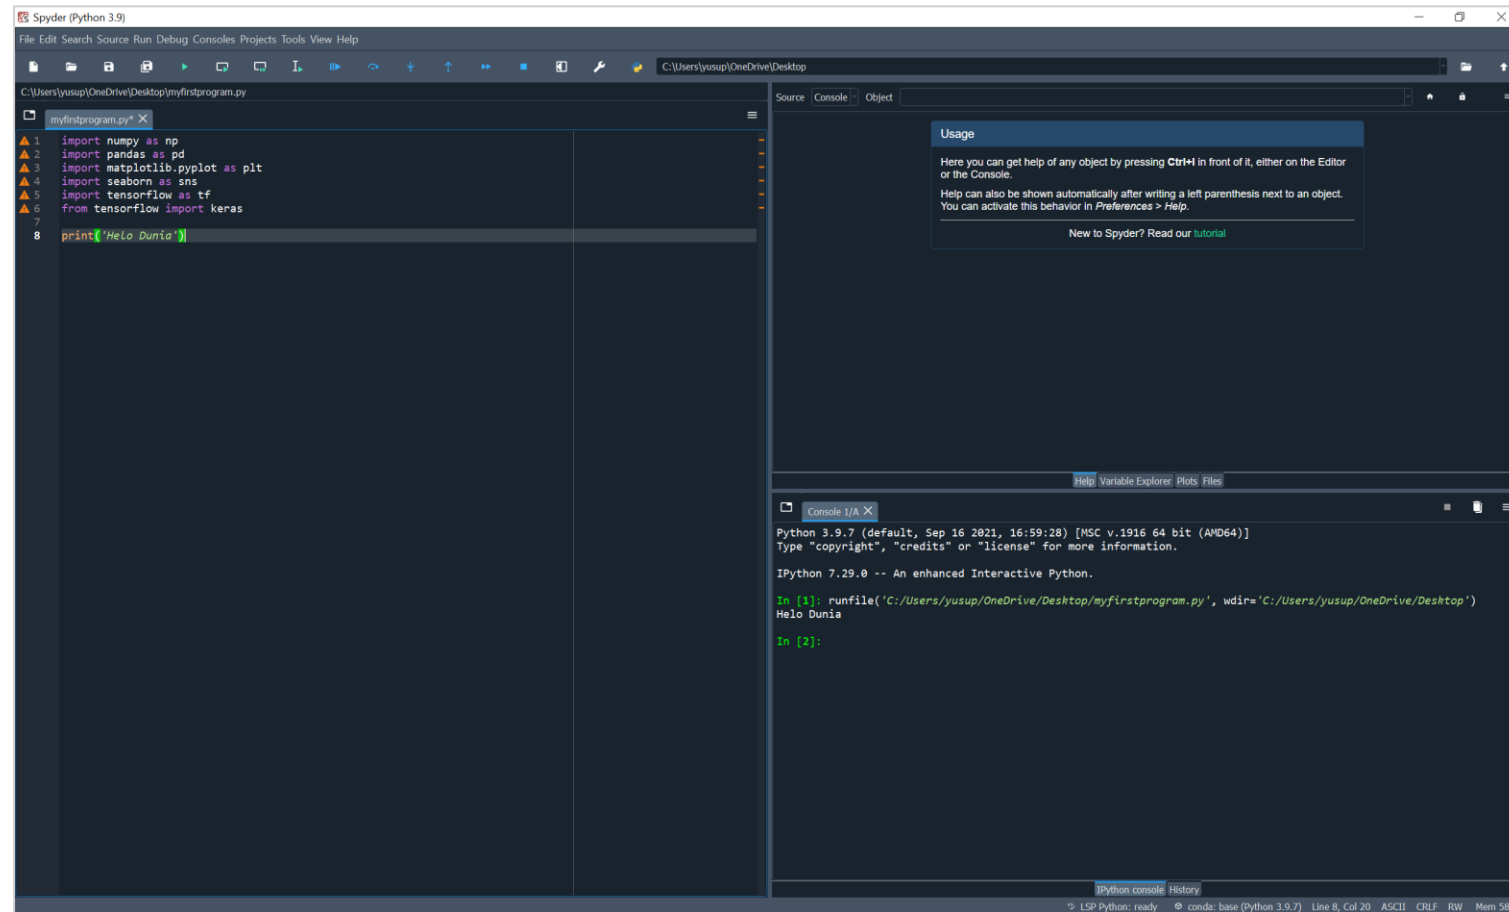 Spyder (Python 3.9)
File Edit Search Source Run Debug Consoles Projects Tools View Help
C:\Users\yusup\OneDrive\Desktop
C:\Users\yusup\OneDrive\Desktop\myfirstprogram.py
myfirstprogram.py*
1 import numpy as np
2 import pandas as pd
3 import matplotlib.pyplot as plt
4 import seaborn as sns
5 import tensorflow as tf
6 from tensorflow import keras
7
8 print('Helo Dunia')
Source Console Object
Usage
Here you can get help of any object by pressing Ctrl+I in front of it, either on the Editor
or the Console.
Help can also be shown automatically after writing a left parenthesis next to an object.
You can activate this behavior in Preferences > Help.
New to Spyder? Read our tutorial
Help Variable Explorer Plots Files
Console 1/A
Python 3.9.7 (default, Sep 16 2021, 16:59:28) [MSC v.1916 64 bit (AMD64)]
Type "copyright", "credits" or "license" for more information.
IPython 7.29.0 -- An enhanced Interactive Python.
In [1]: runfile('C:/Users/yusup/OneDrive/Desktop/myfirstprogram.py', wdir='C:/Users/yusup/OneDrive/Desktop')
Helo Dunia
In [2]:
IPython console History
LSP Python: ready conda: base (Python 3.9.7) Line 8, Col 20 ASCII CRLF RW Mem